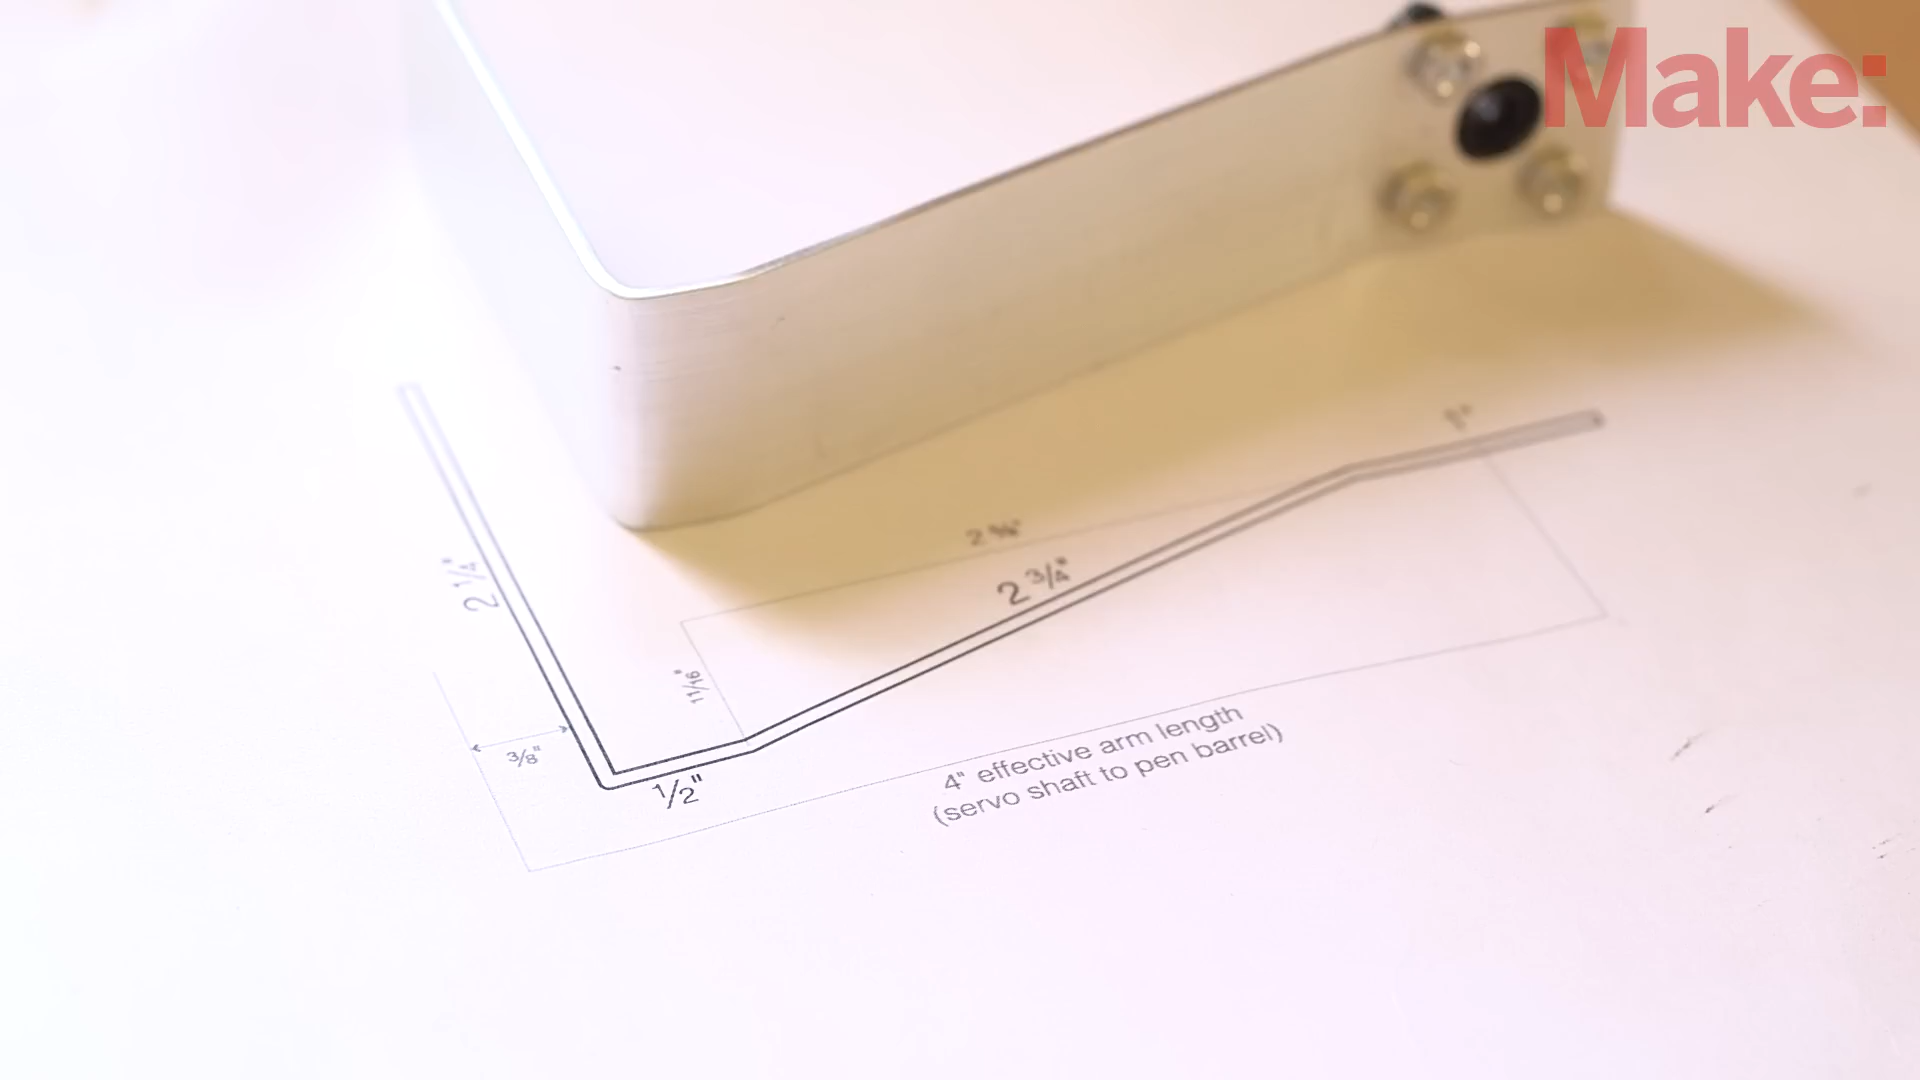 Make:
1"
2 3/4"
2 1/4"
11/16"
3/8"
1/2"
4" effective arm length
(servo shaft to pen barrel)